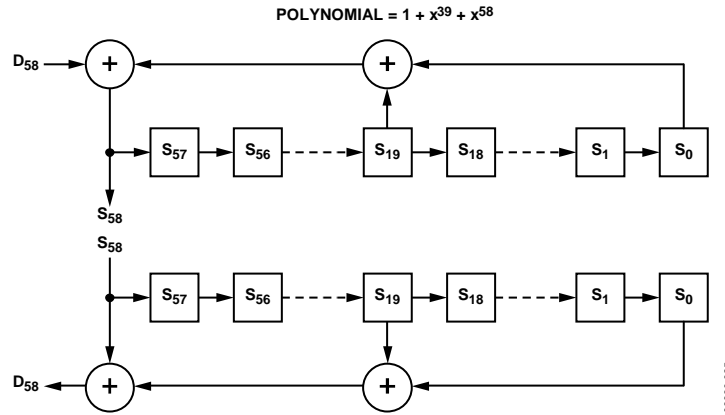 POLYNOMIAL = 1 + x³⁹ + x⁵⁸
D₅₈
+
+
S₅₇
S₅₆
S₁₉
S₁₈
S₁
S₀
S₅₈
S₅₈
S₅₇
S₅₆
S₁₉
S₁₈
S₁
S₀
D₅₈
+
+